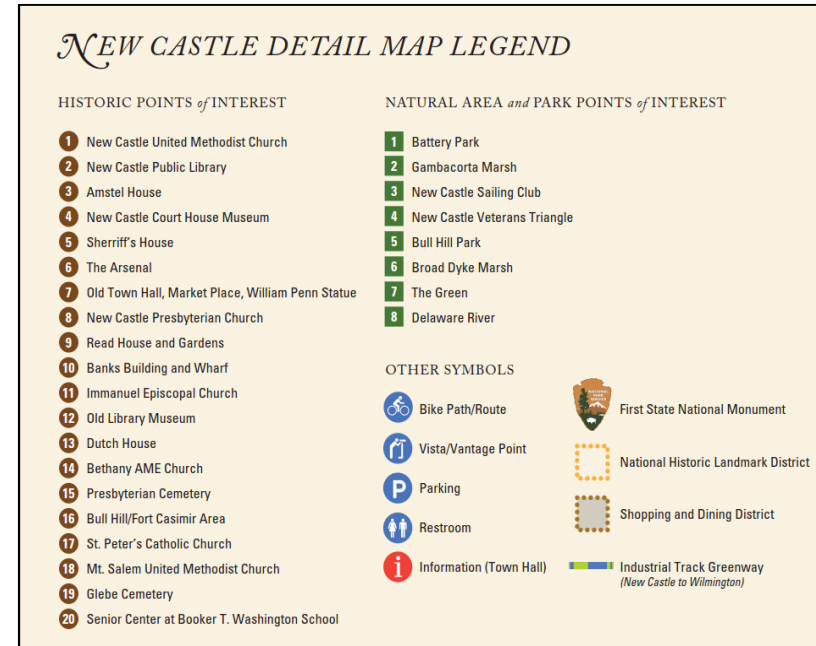 NEW CASTLE DETAIL MAP LEGEND
HISTORIC POINTS of INTEREST
1 New Castle United Methodist Church
2 New Castle Public Library
3 Amstel House
4 New Castle Court House Museum
5 Sherriff's House
6 The Arsenal
7 Old Town Hall, Market Place, William Penn Statue
8 New Castle Presbyterian Church
9 Read House and Gardens
10 Banks Building and Wharf
11 Immanuel Episcopal Church
12 Old Library Museum
13 Dutch House
14 Bethany AME Church
15 Presbyterian Cemetery
16 Bull Hill/Fort Casimir Area
17 St. Peter's Catholic Church
18 Mt. Salem United Methodist Church
19 Glebe Cemetery
20 Senior Center at Booker T. Washington School
NATURAL AREA and PARK POINTS of INTEREST
1 Battery Park
2 Gambacorta Marsh
3 New Castle Sailing Club
4 New Castle Veterans Triangle
5 Bull Hill Park
6 Broad Dyke Marsh
7 The Green
8 Delaware River
OTHER SYMBOLS
Bike Path/Route
Vista/Vantage Point
P Parking
Restroom
i Information (Town Hall)
NATIONAL
PARK
SERVICE
First State National Monument
National Historic Landmark District
Shopping and Dining District
Industrial Track Greenway
(New Castle to Wilmington)